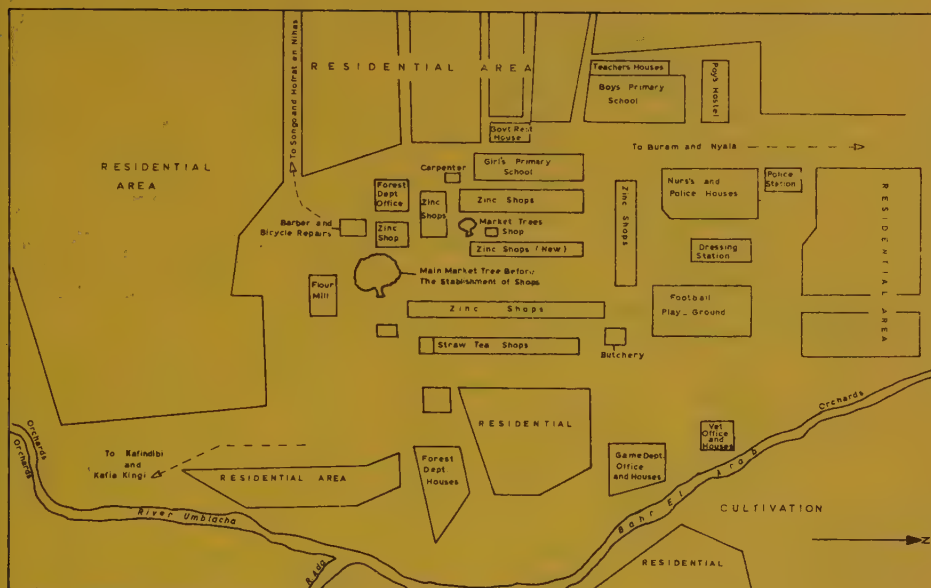 RESIDENTIAL AREA
Teachers Houses
Boys Primary
School
Poys Hostel
To Songo and Hofrat en Nihas
Govt Rest
House
To Buram and Nyala
RESIDENTIAL
AREA
Carpenter
Girl's Primary
School
Forest
Dept
Office
Zinc
Shops
Zinc Shops
Zinc Shops
Nurs's and
Police Houses
Police
Station
RESIDENTIAL AREA
Barber and
Bicycle Repairs
Zinc
Shop
Market Trees
Shop
Zinc Shops (New)
Dressing
Station
Flour
Mill
Main Market Tree Before
The Stablishment of Shops
Zinc Shops
Football
Play_Ground
Straw Tea Shops
Butchery
Orchards
Orchards
Orchards
RESIDENTIAL
Vet
Office
and
Houses
To Kafindibi
and
Kafia Kingi
RESIDENTIAL AREA
Forest
Dept
Houses
Game Dept.
Office
and Houses
Bahr El Arab
River Umblacha
CULTIVATION
N
RESIDENTIAL